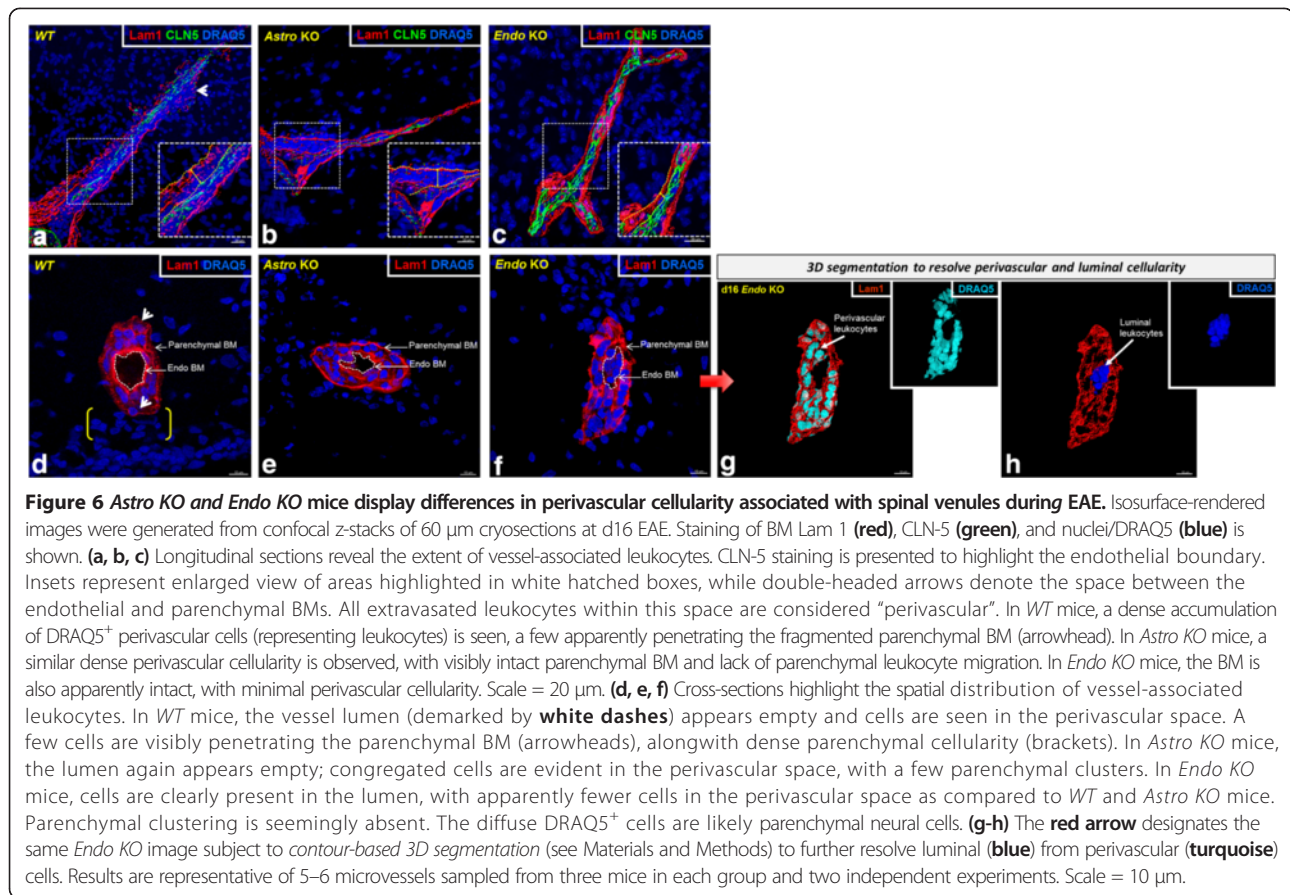 WT
Lam1 CLN5 DRAQ5
Astro KO
Lam1 CLN5 DRAQ5
Endo KO
Lam1 CLN5 DRAQ5
a
b
c
WT
Lam1 DRAQ5
Astro KO
Lam1 DRAQ5
Endo KO
Lam1 DRAQ5
3D segmentation to resolve perivascular and luminal cellularity
d16 Endo KO
Lam1
DRAQ5
DRAQ5
Parenchymal BM
Endo BM
Parenchymal BM
Endo BM
Parenchymal BM
Endo BM
Perivascular
leukocytes
Luminal
leukocytes
d
e
f
g
h
Figure 6 Astro KO and Endo KO mice display differences in perivascular cellularity associated with spinal venules during EAE. Isosurface-rendered
images were generated from confocal z-stacks of 60 μm cryosections at d16 EAE. Staining of BM Lam 1 (red), CLN-5 (green), and nuclei/DRAQ5 (blue) is
shown. (a, b, c) Longitudinal sections reveal the extent of vessel-associated leukocytes. CLN-5 staining is presented to highlight the endothelial boundary.
Insets represent enlarged view of areas highlighted in white hatched boxes, while double-headed arrows denote the space between the
endothelial and parenchymal BMs. All extravasated leukocytes within this space are considered "perivascular". In WT mice, a dense accumulation
of DRAQ5⁺ perivascular cells (representing leukocytes) is seen, a few apparently penetrating the fragmented parenchymal BM (arrowhead). In Astro KO mice, a
similar dense perivascular cellularity is observed, with visibly intact parenchymal BM and lack of parenchymal leukocyte migration. In Endo KO mice, the BM is
also apparently intact, with minimal perivascular cellularity. Scale = 20 μm. (d, e, f) Cross-sections highlight the spatial distribution of vessel-associated
leukocytes. In WT mice, the vessel lumen (demarked by white dashes) appears empty and cells are seen in the perivascular space. A
few cells are visibly penetrating the parenchymal BM (arrowheads), alongwith dense parenchymal cellularity (brackets). In Astro KO mice,
the lumen again appears empty; congregated cells are evident in the perivascular space, with a few parenchymal clusters. In Endo KO
mice, cells are clearly present in the lumen, with apparently fewer cells in the perivascular space as compared to WT and Astro KO mice.
Parenchymal clustering is seemingly absent. The diffuse DRAQ5⁺ cells are likely parenchymal neural cells. (g-h) The red arrow designates the
same Endo KO image subject to contour-based 3D segmentation (see Materials and Methods) to further resolve luminal (blue) from perivascular (turquoise)
cells. Results are representative of 5–6 microvessels sampled from three mice in each group and two independent experiments. Scale = 10 μm.